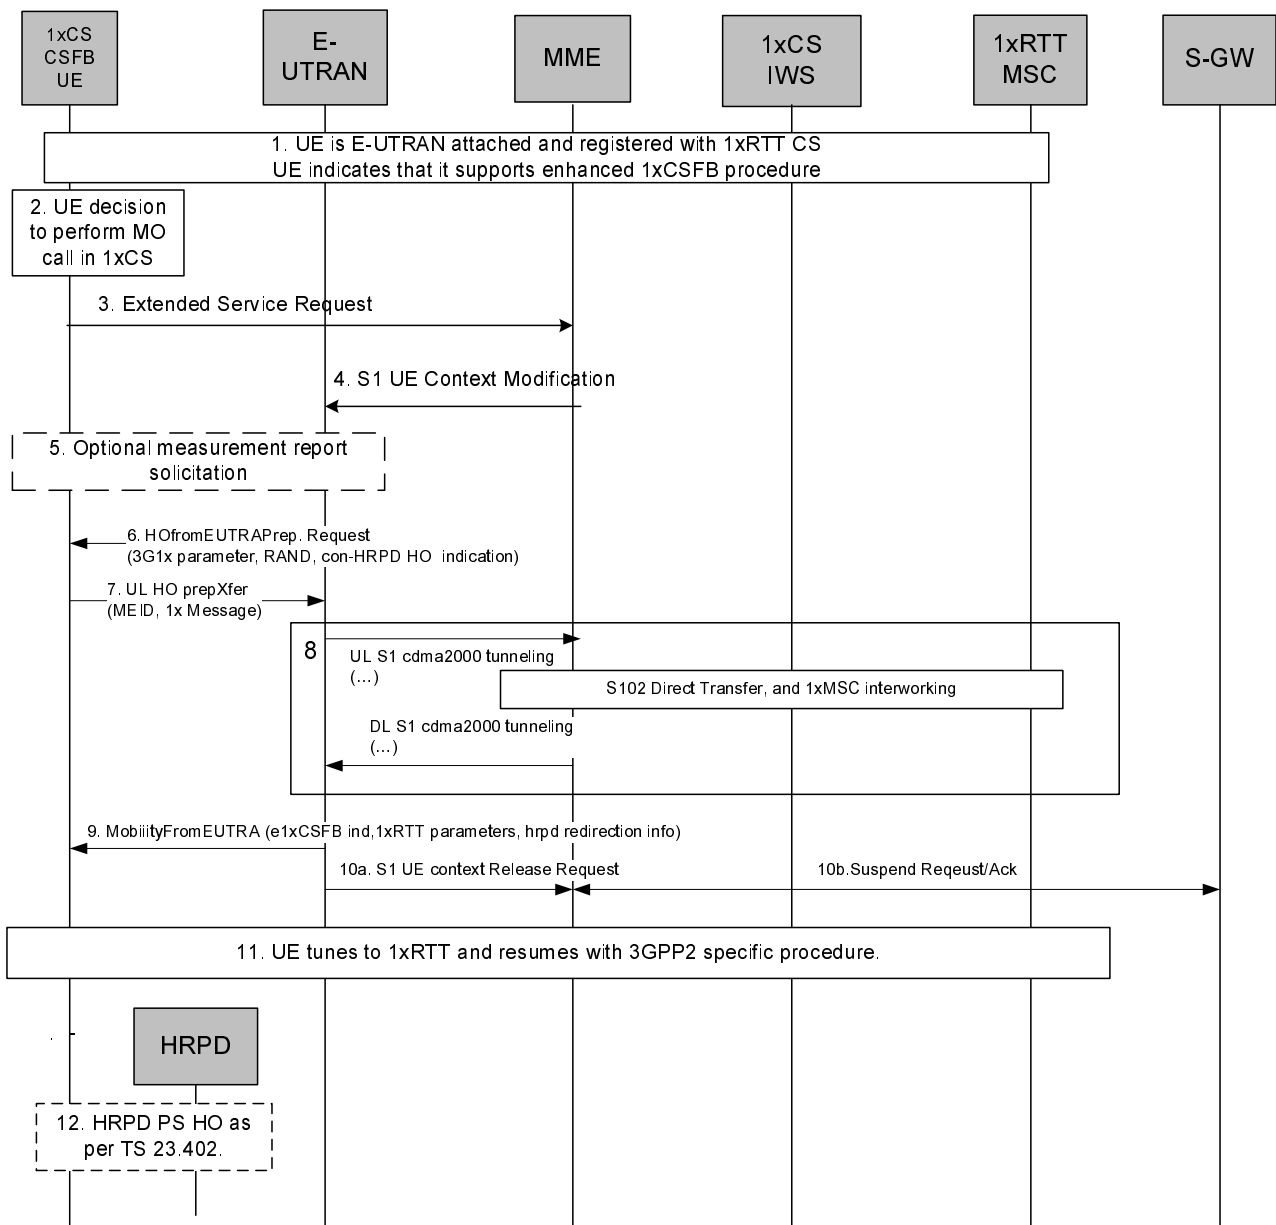 1xCS
CSFB
UE
E-
UTRAN
MME
1xCS
IWS
1xRTT
MSC
S-GW
1. UE is E-UTRAN attached and registered with 1xRTT CS
UE indicates that it supports enhanced 1xCSFB procedure
2. UE decision
to perform MO
call in 1xCS
3. Extended Service Request
4. S1 UE Context Modification
5. Optional measurement report
solicitation
6. HOfromEUTRAPrep. Request
(3G1x parameter, RAND, con-HRPD HO indication)
7. UL HO prepXfer
(MEID, 1x Message)
8
UL S1 cdma2000 tunneling
(...)
S102 Direct Transfer, and 1xMSC interworking
DL S1 cdma2000 tunneling
(...)
9. MobiiityFromEUTRA (e1xCSFB ind,1xRTT parameters, hrpd redirection info)
10a. S1 UE context Release Request
10b.Suspend Reqeust/Ack
11. UE tunes to 1xRTT and resumes with 3GPP2 specific procedure.
HRPD
12. HRPD PS HO as
per TS 23.402.